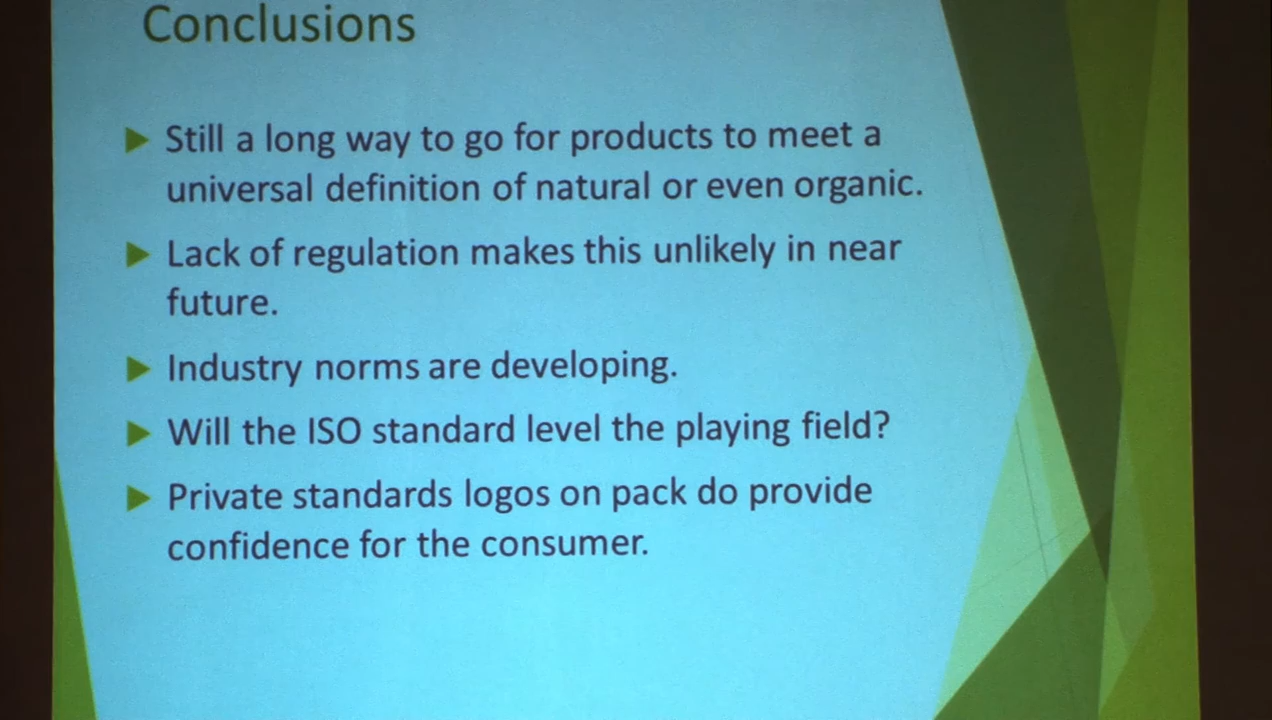 Conclusions
Still a long way to go for products to meet a
universal definition of natural or even organic.
Lack of regulation makes this unlikely in near
future.
Industry norms are developing.
Will the ISO standard level the playing field?
Private standards logos on pack do provide
confidence for the consumer.